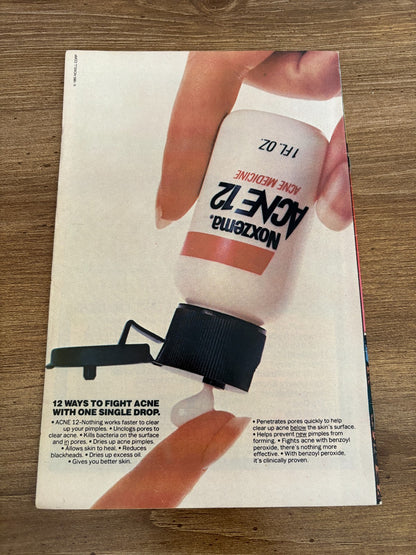 Noxzema.
ACNE 12
ACNE MEDICINE
1 FL. OZ.
12 WAYS TO FIGHT ACNE
WITH ONE SINGLE DROP.
• ACNE 12–Nothing works faster to clear
up your pimples. • Unclogs pores to
clear acne. • Kills bacteria on the surface
and in pores. • Dries up acne pimples.
• Allows skin to heal. • Reduces
blackheads. • Dries up excess oil.
• Gives you better skin.
• Penetrates pores quickly to help
clear up acne below the skin's surface.
• Helps prevent new pimples from
forming. • Fights acne with benzoyl
peroxide, there's nothing more
effective. • With benzoyl peroxide,
it's clinically proven.